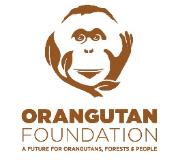 ORANGUTAN
FOUNDATION
A FUTURE FOR ORANGUTANS, FORESTS & PEOPLE